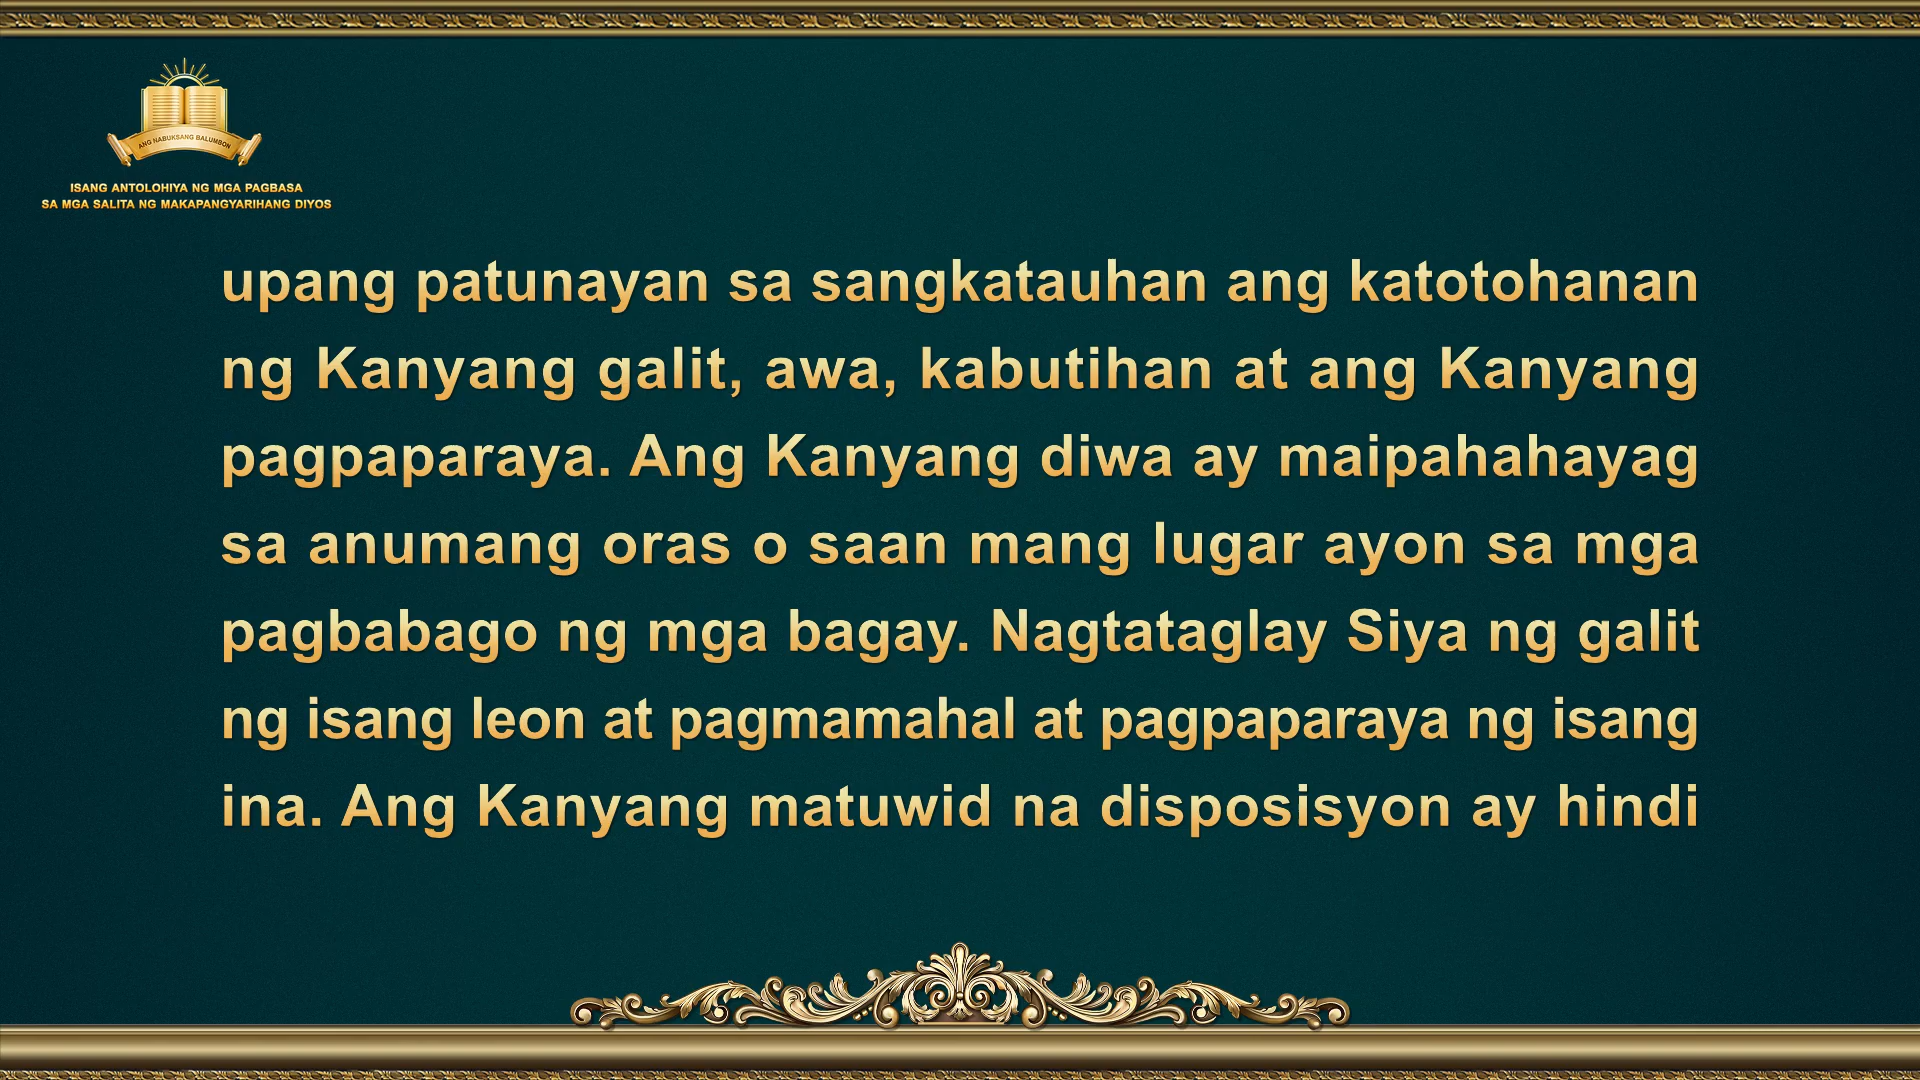 ANG NABUKSANG BALUMBON
ISANG ANTOLOHIYA NG MGA PAGBASA
SA MGA SALITA NG MAKAPANGYARIHANG DIYOS
upang patunayan sa sangkatauhan ang katotohanan
ng Kanyang galit, awa, kabutihan at ang Kanyang
pagpaparaya. Ang Kanyang diwa ay maipahahayag
sa anumang oras o saan mang lugar ayon sa mga
pagbabago ng mga bagay. Nagtataglay Siya ng galit
ng isang leon at pagmamahal at pagpaparaya ng isang
ina. Ang Kanyang matuwid na disposisyon ay hindi